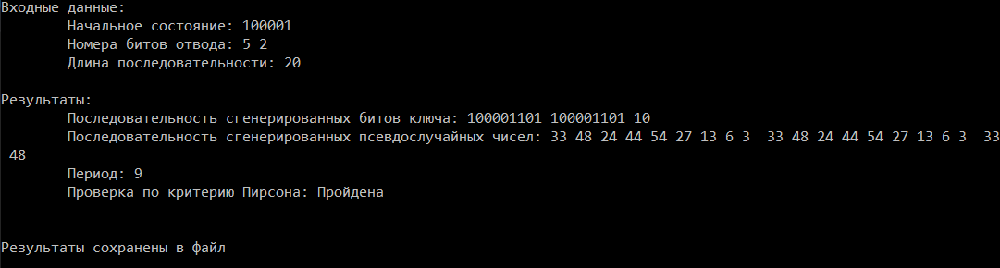 Входные данные:
Начальное состояние: 100001
Номера битов отвода: 5 2
Длина последовательности: 20
Результаты:
Последовательность сгенерированных битов ключа: 100001101 100001101 10
Последовательность сгенерированных псевдослучайных чисел: 33 48 24 44 54 27 13 6 3  33 48 24 44 54 27 13 6 3  33
48
Период: 9
Проверка по критерию Пирсона: Пройдена
Результаты сохранены в файл